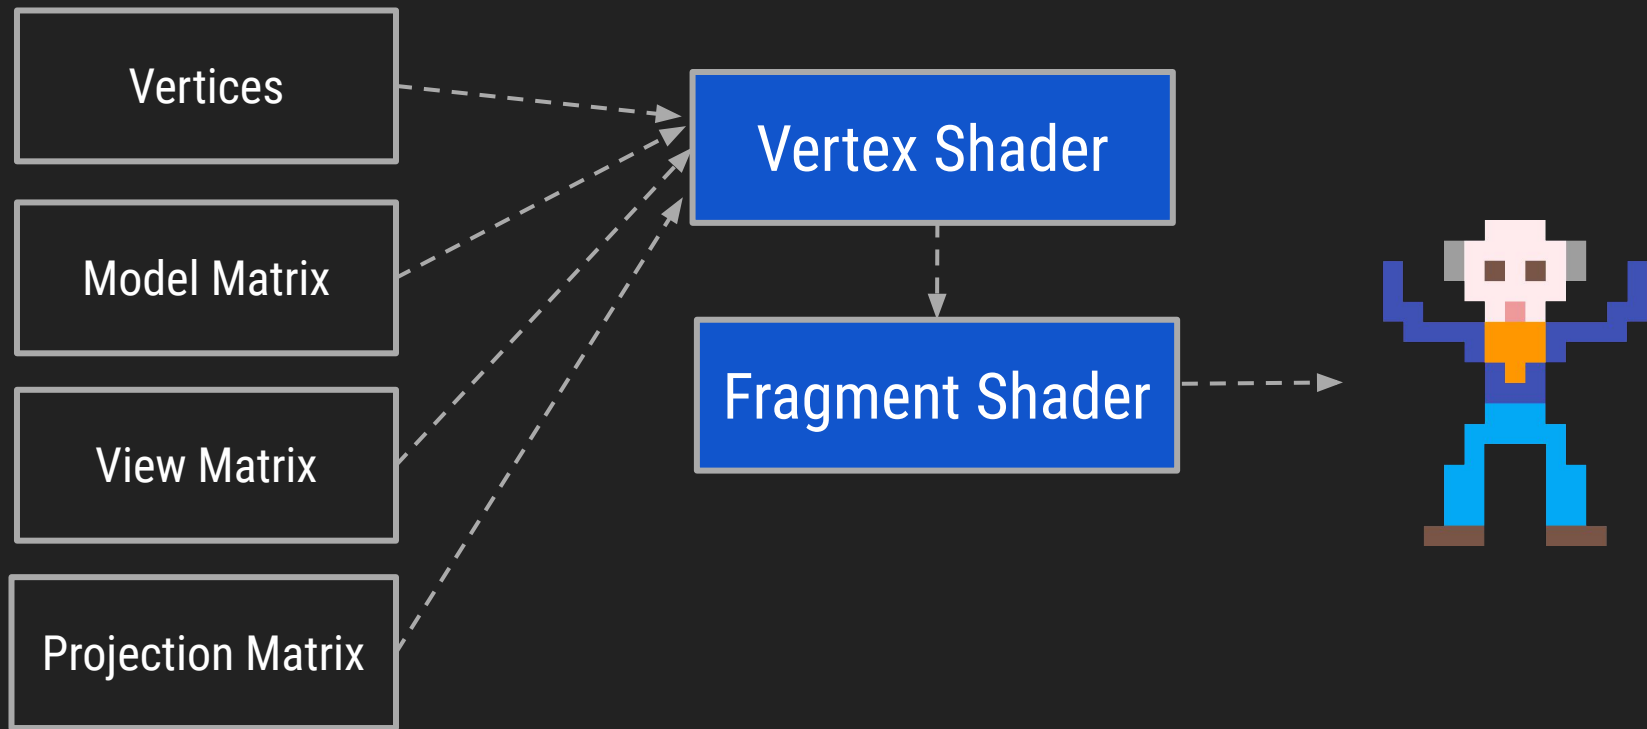 Vertices
Model Matrix
View Matrix
Projection Matrix
Vertex Shader
Fragment Shader